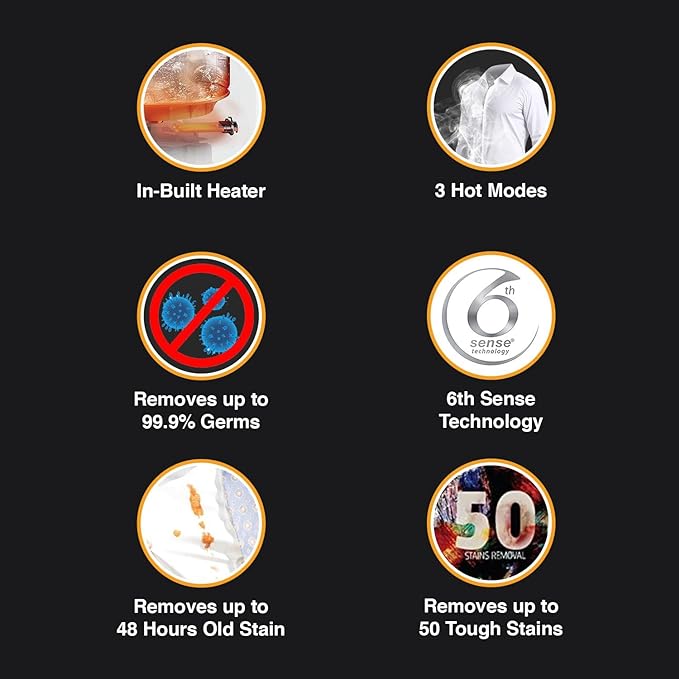 In-Built Heater
3 Hot Modes
6th
sense®
technology
Removes up to
99.9% Germs
6th Sense
Technology
50
STAINS REMOVAL
Removes up to
48 Hours Old Stain
Removes up to
50 Tough Stains